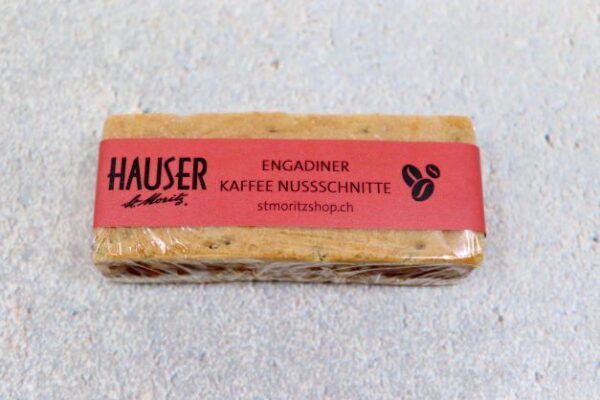 HAUSER
St. Moritz.
ENGADINER
KAFFEE NUSSSCHNITTE
stmoritzshop.ch